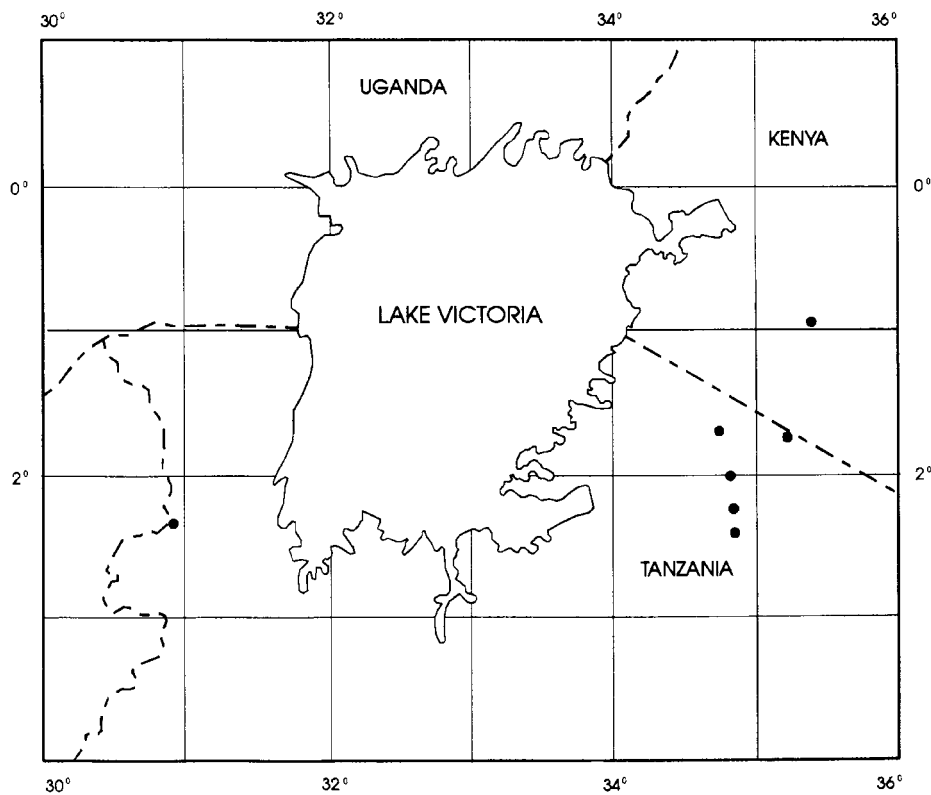 30° 32° 34° 36°
UGANDA
KENYA
0° 0°
LAKE VICTORIA
2° 2°
TANZANIA
30° 32° 34° 36°